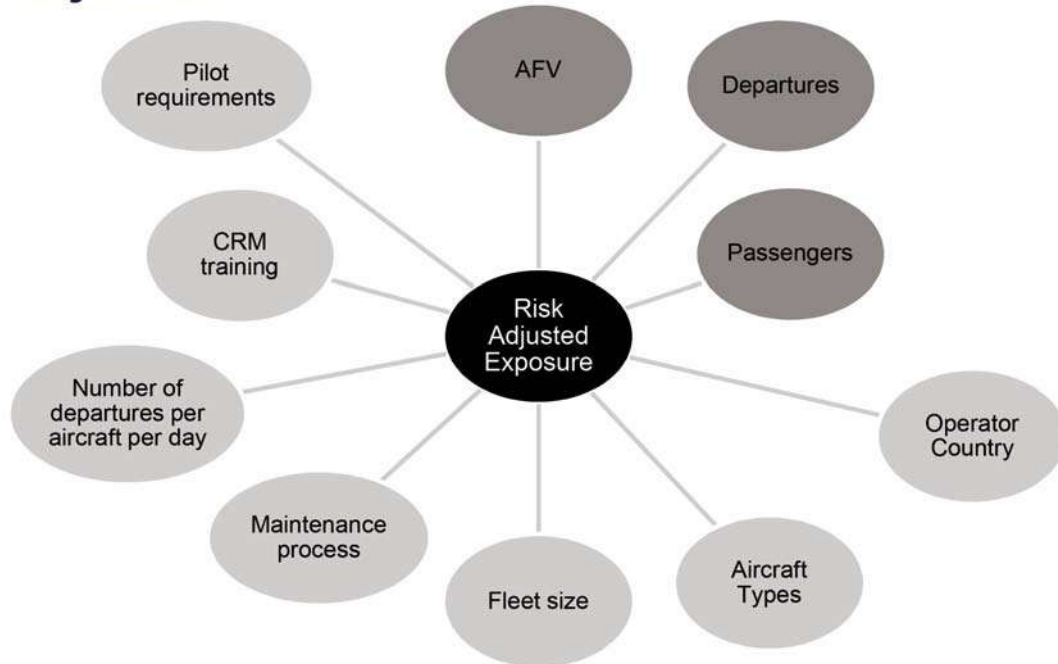 Pilot
requirements
AFV
Departures
CRM
training
Passengers
Risk
Adjusted
Exposure
Number of
departures per
aircraft per day
Operator
Country
Maintenance
process
Fleet size
Aircraft
Types